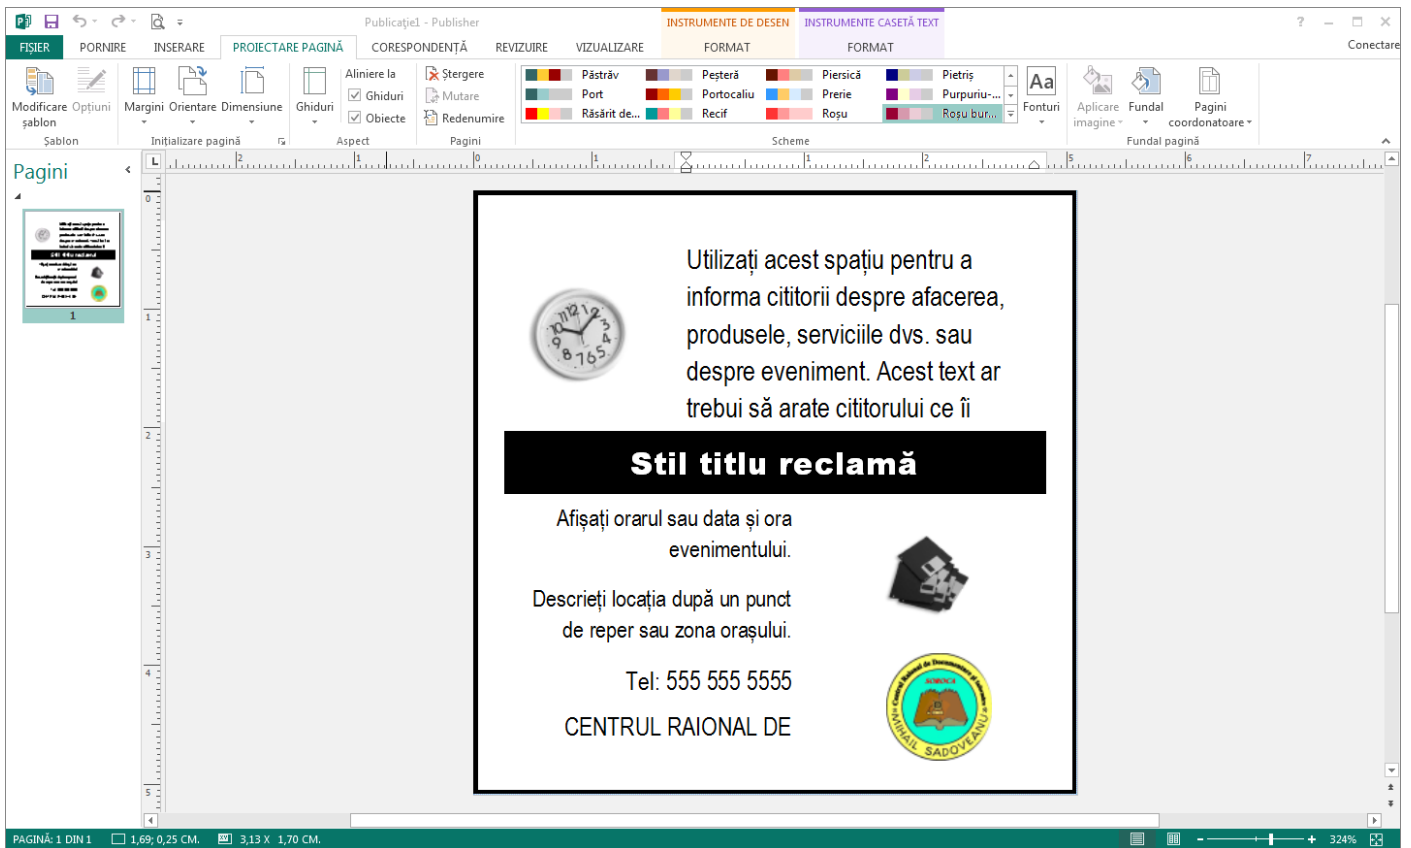 Publicație1 - Publisher
INSTRUMENTE DE DESEN
INSTRUMENTE CASETĂ TEXT
FIȘIER
PORNIRE
INSERARE
PROIECTARE PAGINĂ
CORESPONDENȚĂ
REVIZUIRE
VIZUALIZARE
FORMAT
FORMAT
Conectare
Modificare șablon
Opțiuni
Margini
Orientare
Dimensiune
Ghiduri
Aliniere la
Ghiduri
Obiecte
Ștergere
Mutare
Redenumire
Păstrăv
Peșteră
Piersică
Pietriș
Port
Portocaliu
Prerie
Purpuriu-...
Răsărit de...
Recif
Roșu
Roșu bur...
Aa
Fonturi
Aplicare imagine
Fundal
Pagini coordonatoare
Șablon
Inițializare pagină
Aspect
Pagini
Scheme
Fundal pagină
Pagini
Stil titlu reclamă
1
Utilizați acest spațiu pentru a
informa cititorii despre afacerea,
produsele, serviciile dvs. sau
despre eveniment. Acest text ar
trebui să arate cititorului ce îi
Stil titlu reclamă
Afișați orarul sau data și ora
evenimentului.
Descrieți locația după un punct
de reper sau zona orașului.
Tel: 555 555 5555
CENTRUL RAIONAL DE
SOROCA
MIHAIL SADOVEANU
PAGINĂ: 1 DIN 1
1,69; 0,25 CM.
3,13 X 1,70 CM.
324%